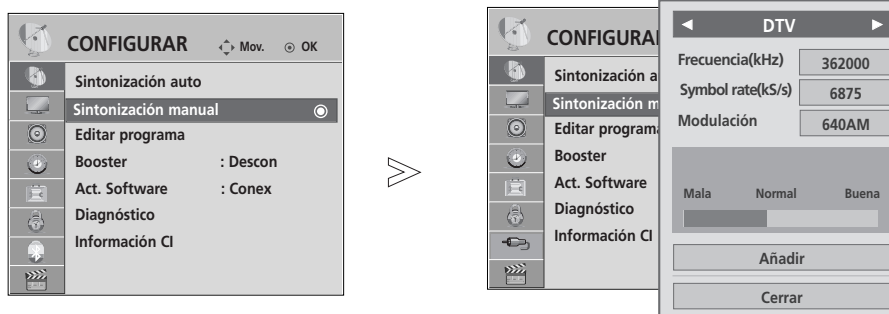 CONFIGURAR Mov. OK
Sintonización auto
Sintonización manual
Editar programa
Booster : Descon
Act. Software : Conex
Diagnóstico
Información CI
CONFIGURA
Sintonización a
Sintonización m
Editar programa
Booster
Act. Software
Diagnóstico
Información CI
DTV
Frecuencia(kHz) 362000
Symbol rate(kS/s) 6875
Modulación 640AM
Mala Normal Buena
Añadir
Cerrar